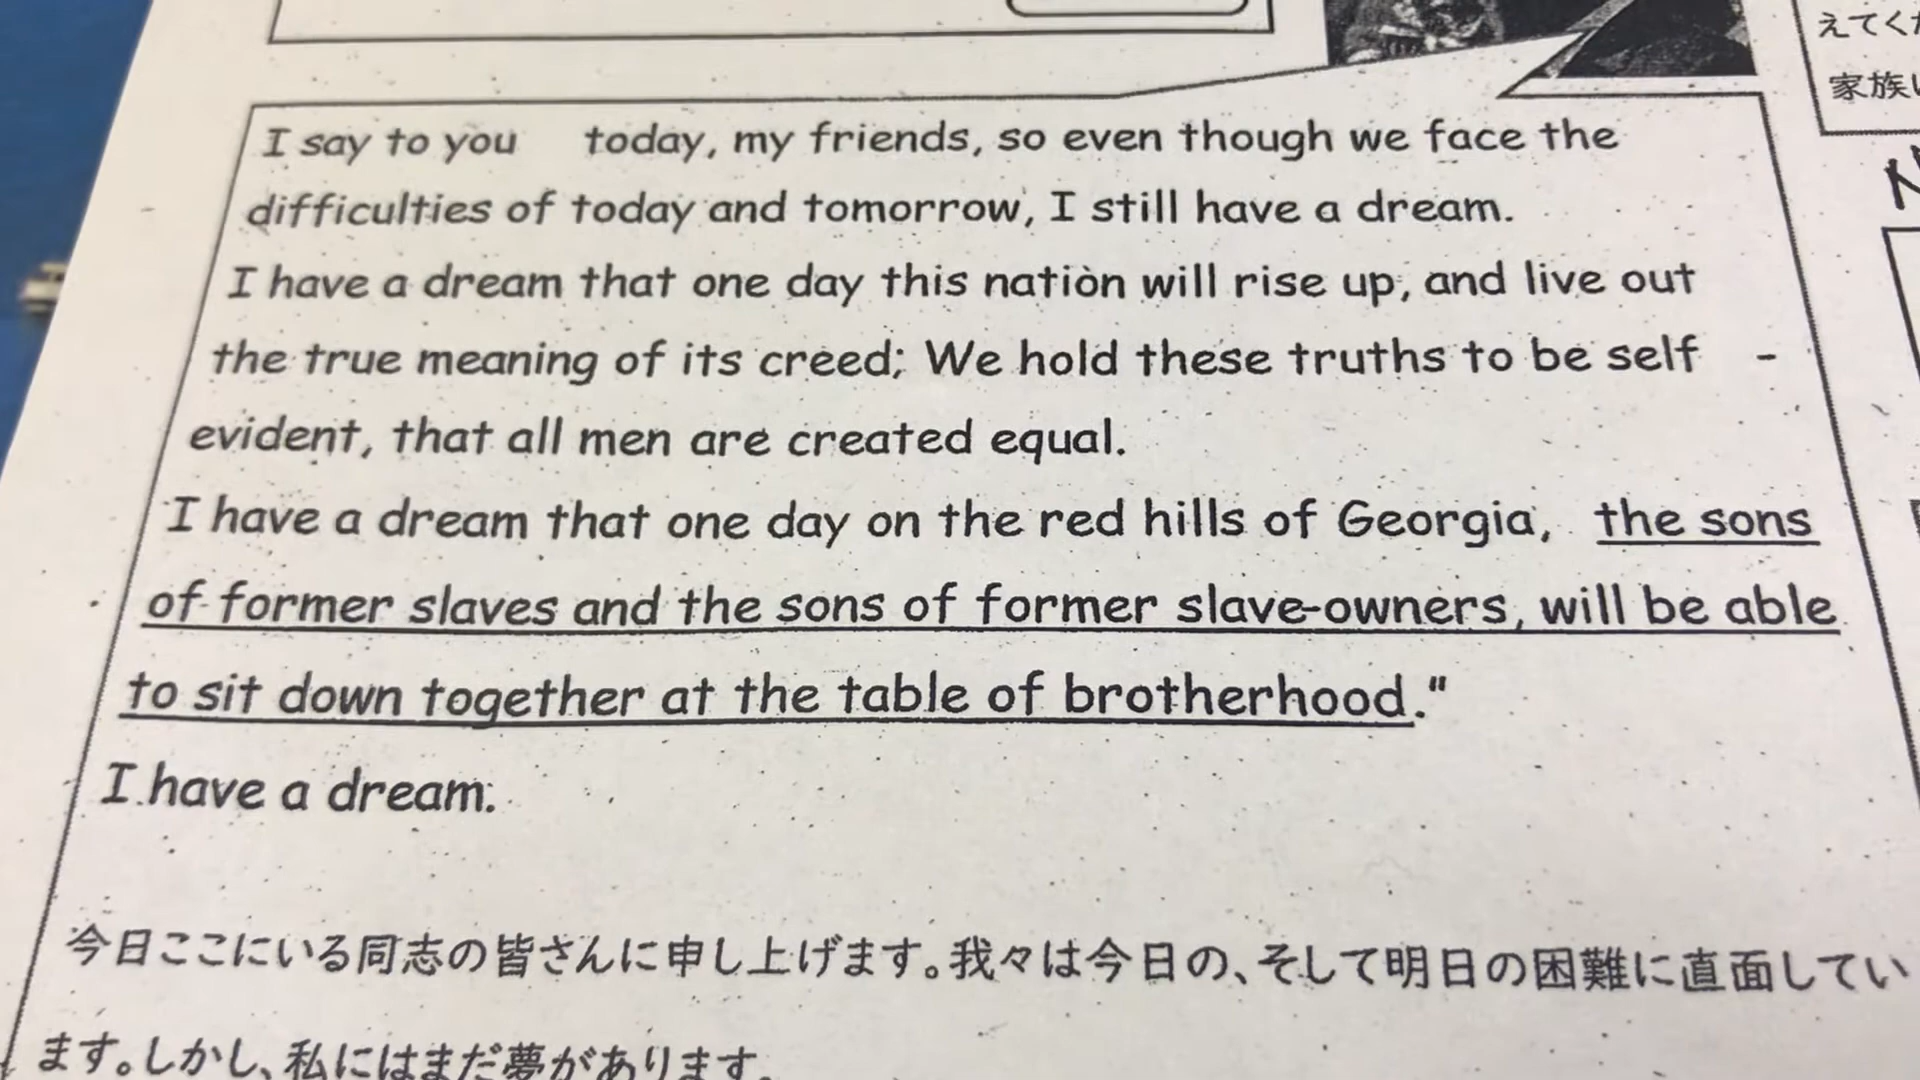 えてく
家族
I say to you today, my friends, so even though we face the
difficulties of today and tomorrow, I still have a dream.
I have a dream that one day this nation will rise up, and live out
the true meaning of its creed; We hold these truths to be self -
evident, that all men are created equal.
I have a dream that one day on the red hills of Georgia, the sons
of former slaves and the sons of former slave-owners, will be able
to sit down together at the table of brotherhood."
I have a dream.
今日ここにいる同志の皆さんに申し上げます。我々は今日の、そして明日の困難に直面してい
ます。しかし、私にはまだ夢があります。